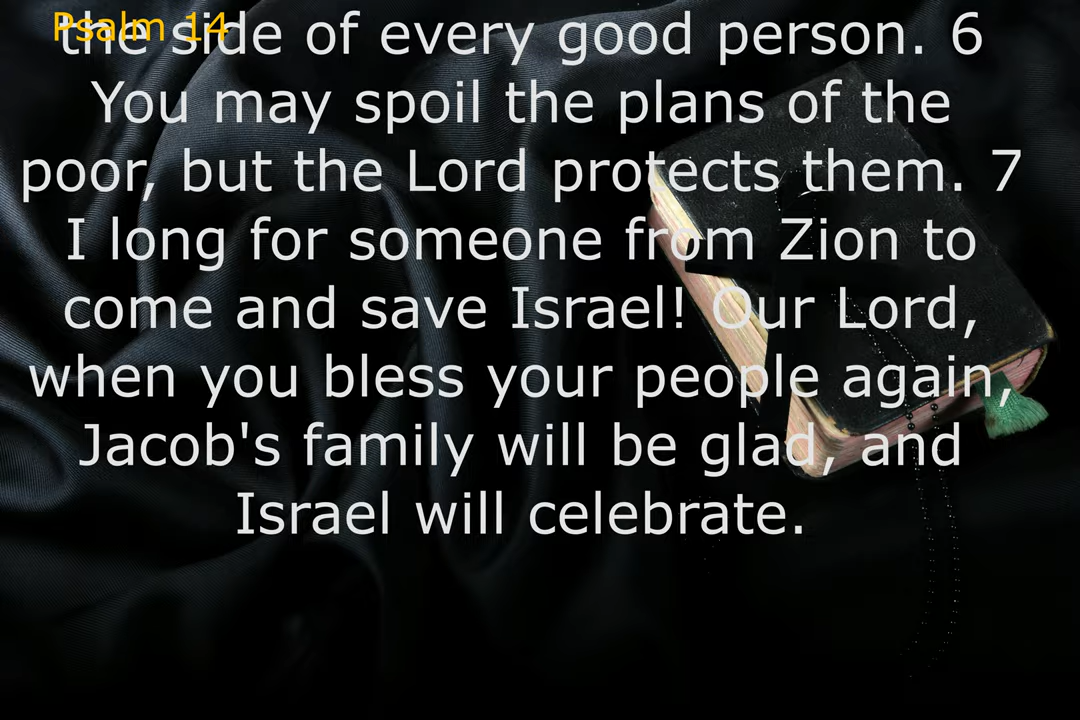 Psalm 14
the side of every good person. 6
You may spoil the plans of the
poor, but the Lord protects them. 7
I long for someone from Zion to
come and save Israel! Our Lord,
when you bless your people again,
Jacob's family will be glad, and
Israel will celebrate.